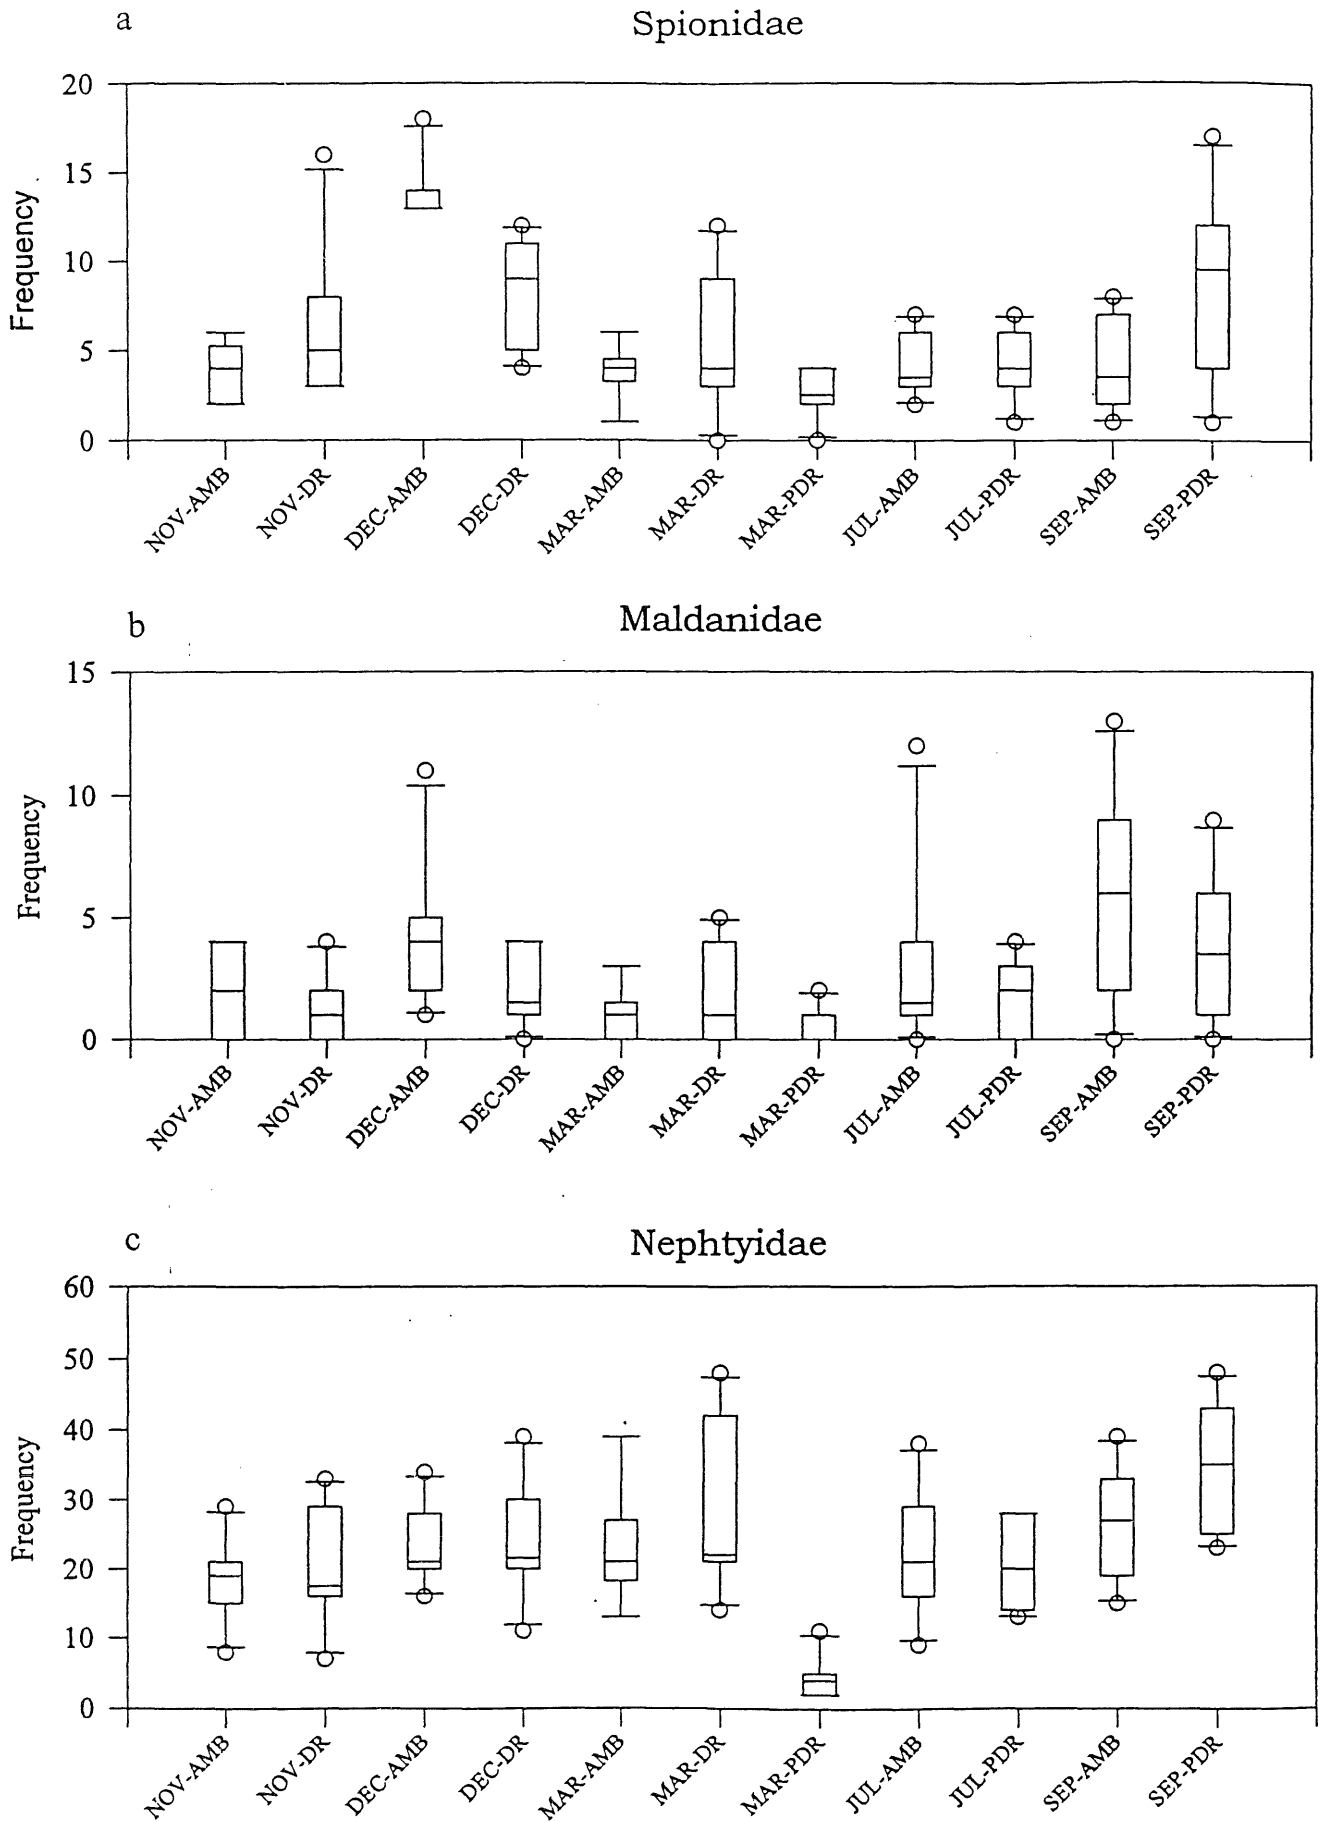 a
Spionidae
20
15
10
5
0
Frequency
NOV-AMB
NOV-DR
DEC-AMB
DEC-DR
MAR-AMB
MAR-DR
MAR-PDR
JUL-AMB
JUL-PDR
SEP-AMB
SEP-PDR
b
Maldanidae
15
10
5
0
Frequency
NOV-AMB
NOV-DR
DEC-AMB
DEC-DR
MAR-AMB
MAR-DR
MAR-PDR
JUL-AMB
JUL-PDR
SEP-AMB
SEP-PDR
c
Nephtyidae
60
50
40
30
20
10
0
Frequency
NOV-AMB
NOV-DR
DEC-AMB
DEC-DR
MAR-AMB
MAR-DR
MAR-PDR
JUL-AMB
JUL-PDR
SEP-AMB
SEP-PDR